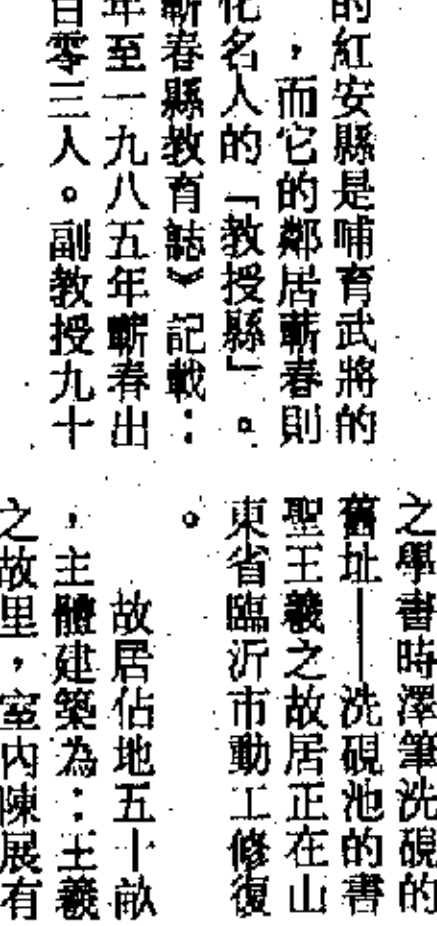 的紅安縣是哺育武將的
，而它的鄰居蘄春則
化名人的「教授縣」。
蘄春縣教育誌》記載：
年至一九八五年蘄春出
百零三人。副教授九十
之學書時澤筆洗硯的
舊址——洗硯池的書
聖王羲之故居正在山
東省臨沂市動工修復
。
故居佔地五十畝
，主體建築為：王羲
之故里，室內陳展有